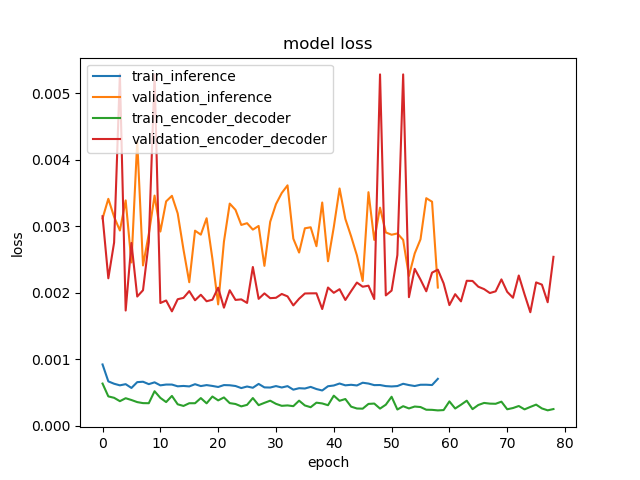 model loss
train_inference
validation_inference
train_encoder_decoder
validation_encoder_decoder
0.005
0.004
0.003
0.002
0.001
0.000
loss
0 10 20 30 40 50 60 70 80
epoch